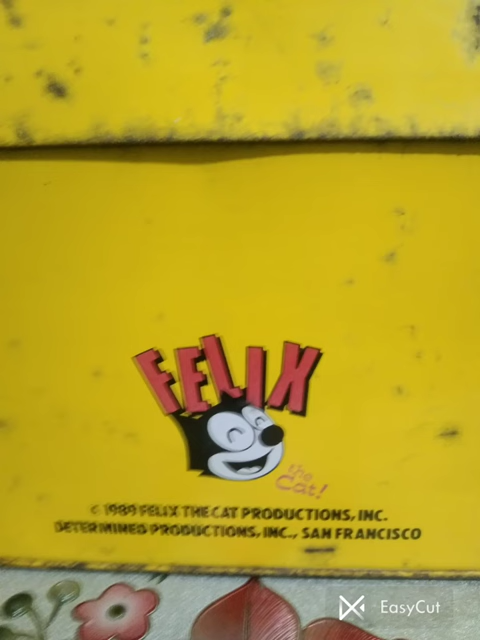 FELIX
the
Cat!
© 1989 FELIX THE CAT PRODUCTIONS, INC.
DETERMINED PRODUCTIONS, INC., SAN FRANCISCO
EasyCut